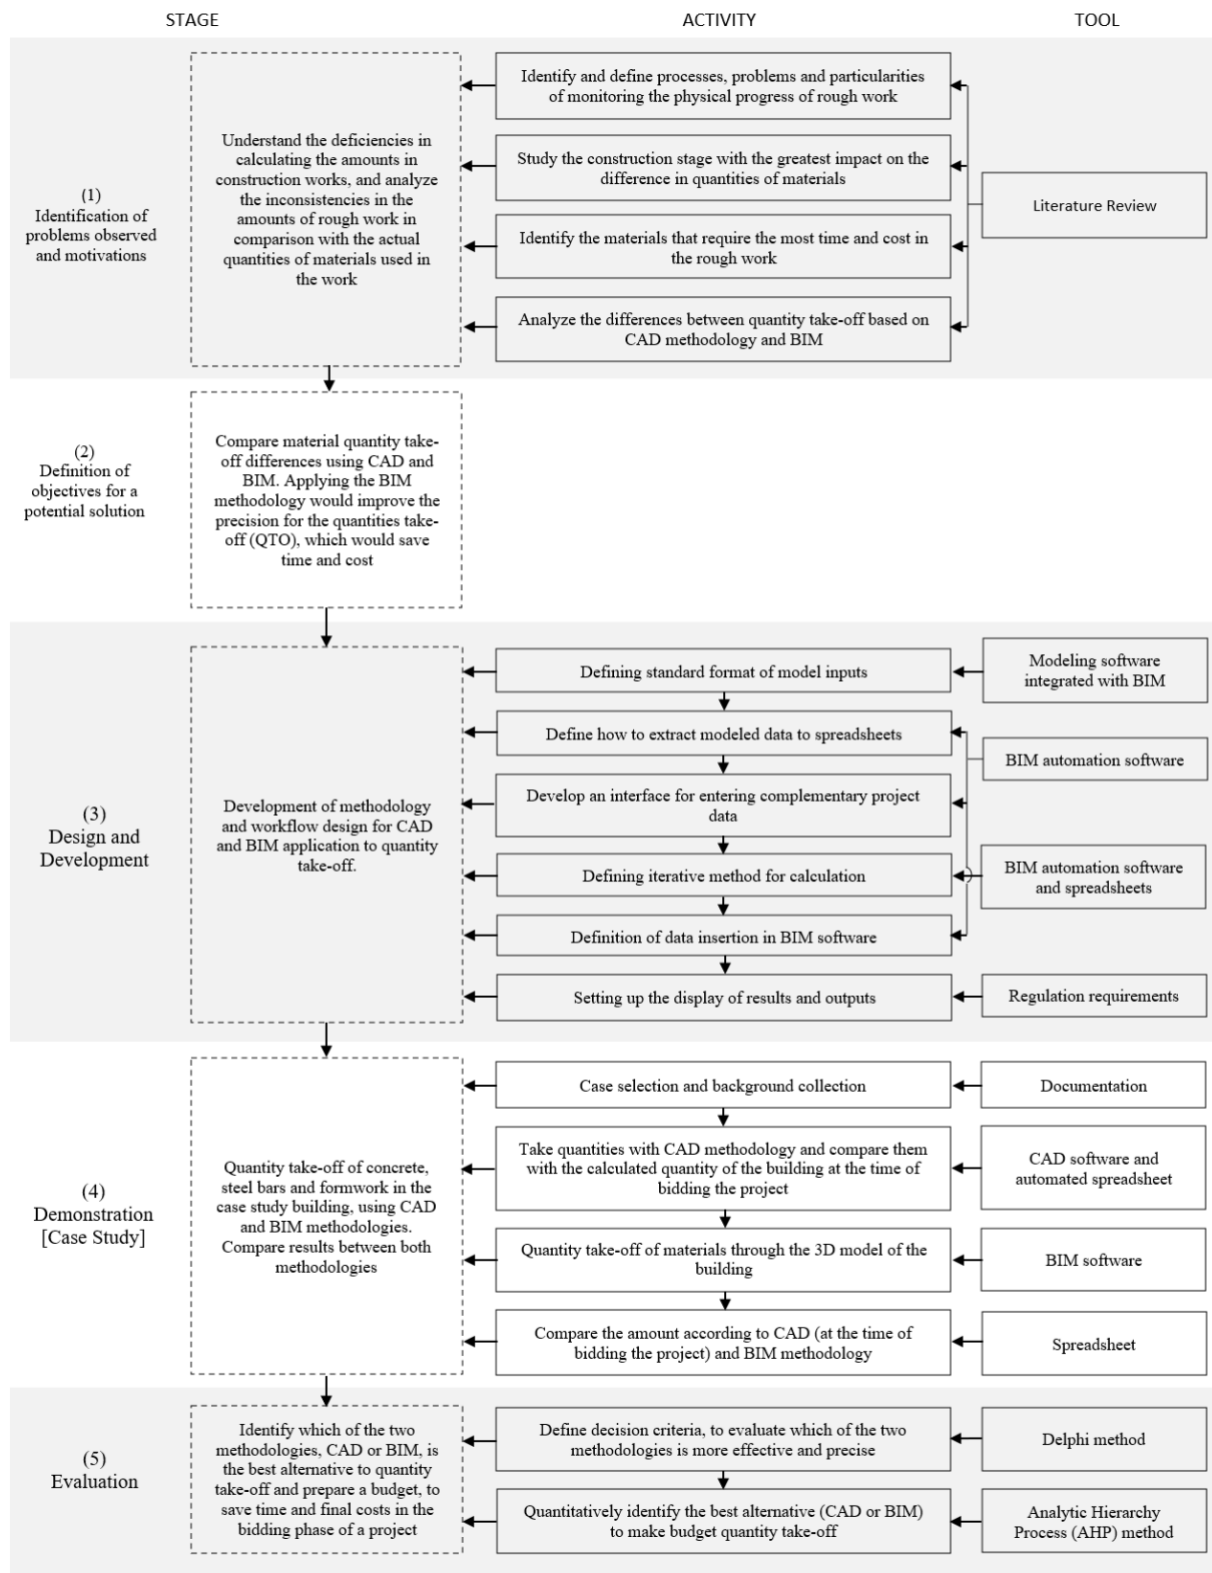 STAGE
ACTIVITY
TOOL
(1)
Identification of
problems observed
and motivations
Understand the deficiencies in
calculating the amounts in
construction works, and analyze
the inconsistencies in the
amounts of rough work in
comparison with the actual
quantities of materials used in
the work
Identify and define processes, problems and particularities
of monitoring the physical progress of rough work
Study the construction stage with the greatest impact on the
difference in quantities of materials
Identify the materials that require the most time and cost in
the rough work
Analyze the differences between quantity take-off based on
CAD methodology and BIM
Literature Review
(2)
Definition of
objectives for a
potential solution
Compare material quantity take-
off differences using CAD and
BIM. Applying the BIM
methodology would improve the
precision for the quantities take-
off (QTO), which would save
time and cost
(3)
Design and
Development
Development of methodology
and workflow design for CAD
and BIM application to quantity
take-off.
Defining standard format of model inputs
Define how to extract modeled data to spreadsheets
Develop an interface for entering complementary project
data
Defining iterative method for calculation
Definition of data insertion in BIM software
Setting up the display of results and outputs
Modeling software
integrated with BIM
BIM automation software
BIM automation software
and spreadsheets
Regulation requirements
(4)
Demonstration
[Case Study]
Quantity take-off of concrete,
steel bars and formwork in the
case study building, using CAD
and BIM methodologies.
Compare results between both
methodologies
Case selection and background collection
Take quantities with CAD methodology and compare them
with the calculated quantity of the building at the time of
bidding the project
Quantity take-off of materials through the 3D model of the
building
Compare the amount according to CAD (at the time of
bidding the project) and BIM methodology
Documentation
CAD software and
automated spreadsheet
BIM software
Spreadsheet
(5)
Evaluation
Identify which of the two
methodologies, CAD or BIM, is
the best alternative to quantity
take-off and prepare a budget, to
save time and final costs in the
bidding phase of a project
Define decision criteria, to evaluate which of the two
methodologies is more effective and precise
Quantitatively identify the best alternative (CAD or BIM)
to make budget quantity take-off
Delphi method
Analytic Hierarchy
Process (AHP) method